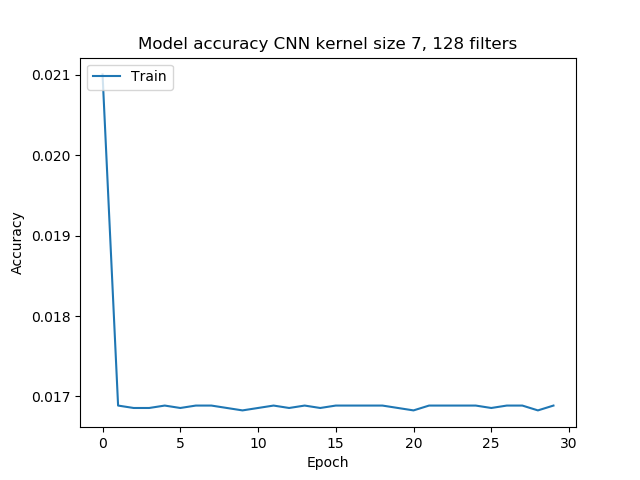 Model accuracy CNN kernel size 7, 128 filters
Train
0.021
0.020
0.019
0.018
0.017
Accuracy
0 5 10 15 20 25 30
Epoch